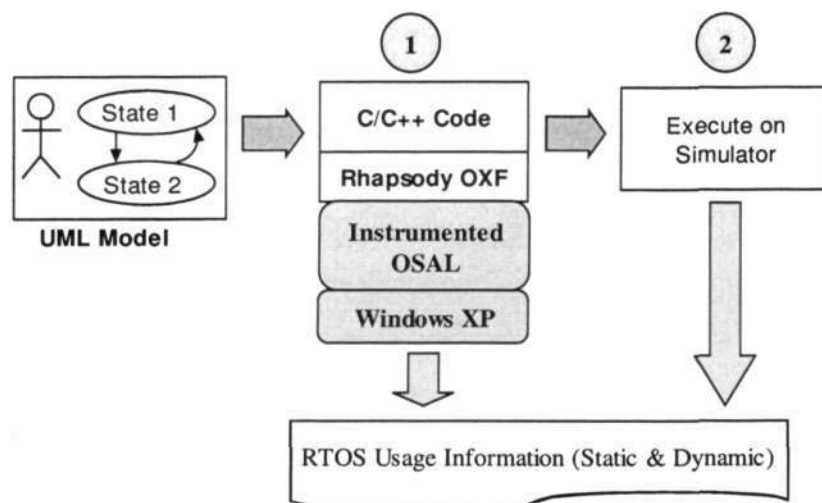 1
2
State 1
State 2
UML Model
C/C++ Code
Rhapsody OXF
Instrumented
OSAL
Windows XP
Execute on
Simulator
RTOS Usage Information (Static & Dynamic)